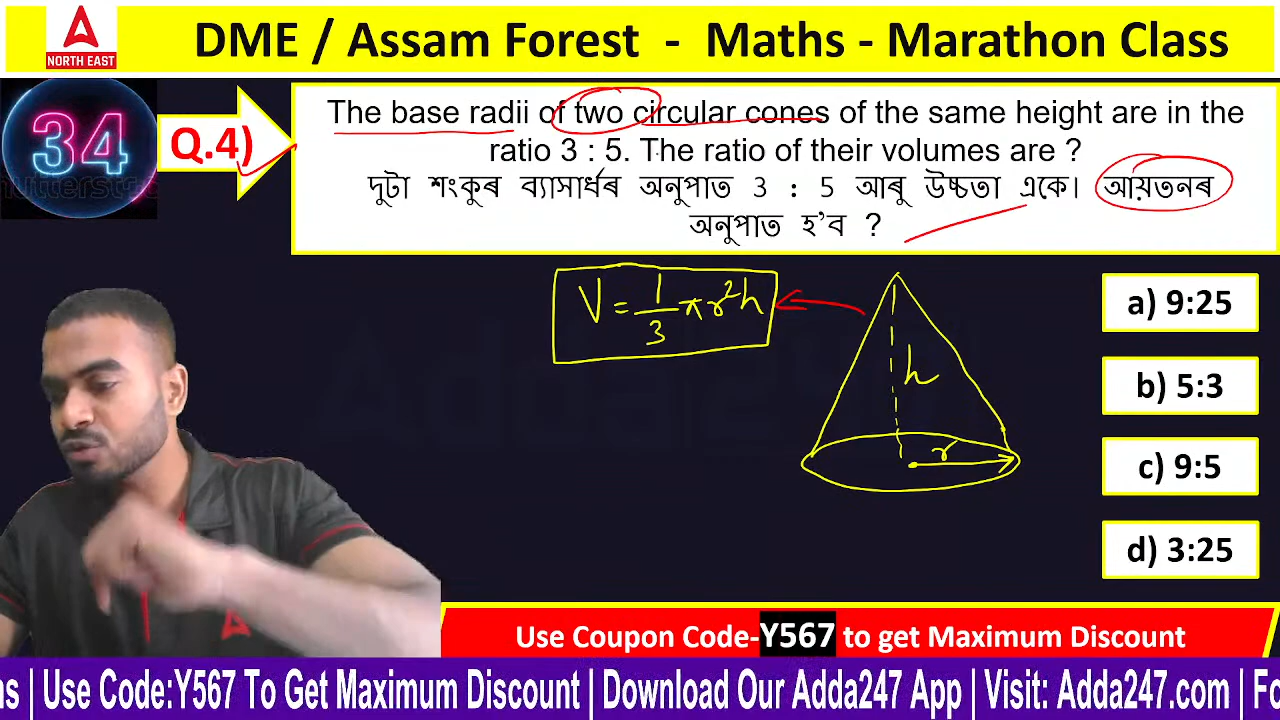 DME / Assam Forest - Maths - Marathon Class
NORTH EAST
34
Q.4)
The base radii of two circular cones of the same height are in the
ratio 3 : 5. The ratio of their volumes are ?
দুটা শংকুৰ ব্যাসাৰ্ধৰ অনুপাত 3 : 5 আৰু উচ্চতা একে। আয়তনৰ
অনুপাত হ'ব ?
V = 1/3 πr²h
h
r
a) 9:25
b) 5:3
c) 9:5
d) 3:25
Use Coupon Code-Y567 to get Maximum Discount
ns | Use Code:Y567 To Get Maximum Discount | Download Our Adda247 App | Visit: Adda247.com | Fo